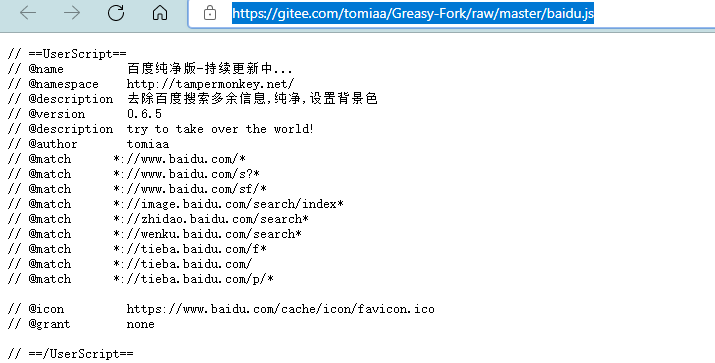 https://gitee.com/tomiaa/Greasy-Fork/raw/master/baidu.js
// ==UserScript==
// @name         百度纯净版-持续更新中...
// @namespace    http://tampermonkey.net/
// @description  去除百度搜索多余信息,纯净,设置背景色
// @version      0.6.5
// @description  try to take over the world!
// @author       tomiaa
// @match      *://www.baidu.com/*
// @match      *://www.baidu.com/s?*
// @match      *://www.baidu.com/sf/*
// @match      *://image.baidu.com/search/index*
// @match      *://zhidao.baidu.com/search*
// @match      *://wenku.baidu.com/search*
// @match      *://tieba.baidu.com/f*
// @match      *://tieba.baidu.com/
// @match      *://tieba.baidu.com/p/*
// @icon         https://www.baidu.com/cache/icon/favicon.ico
// @grant        none
// ==/UserScript==